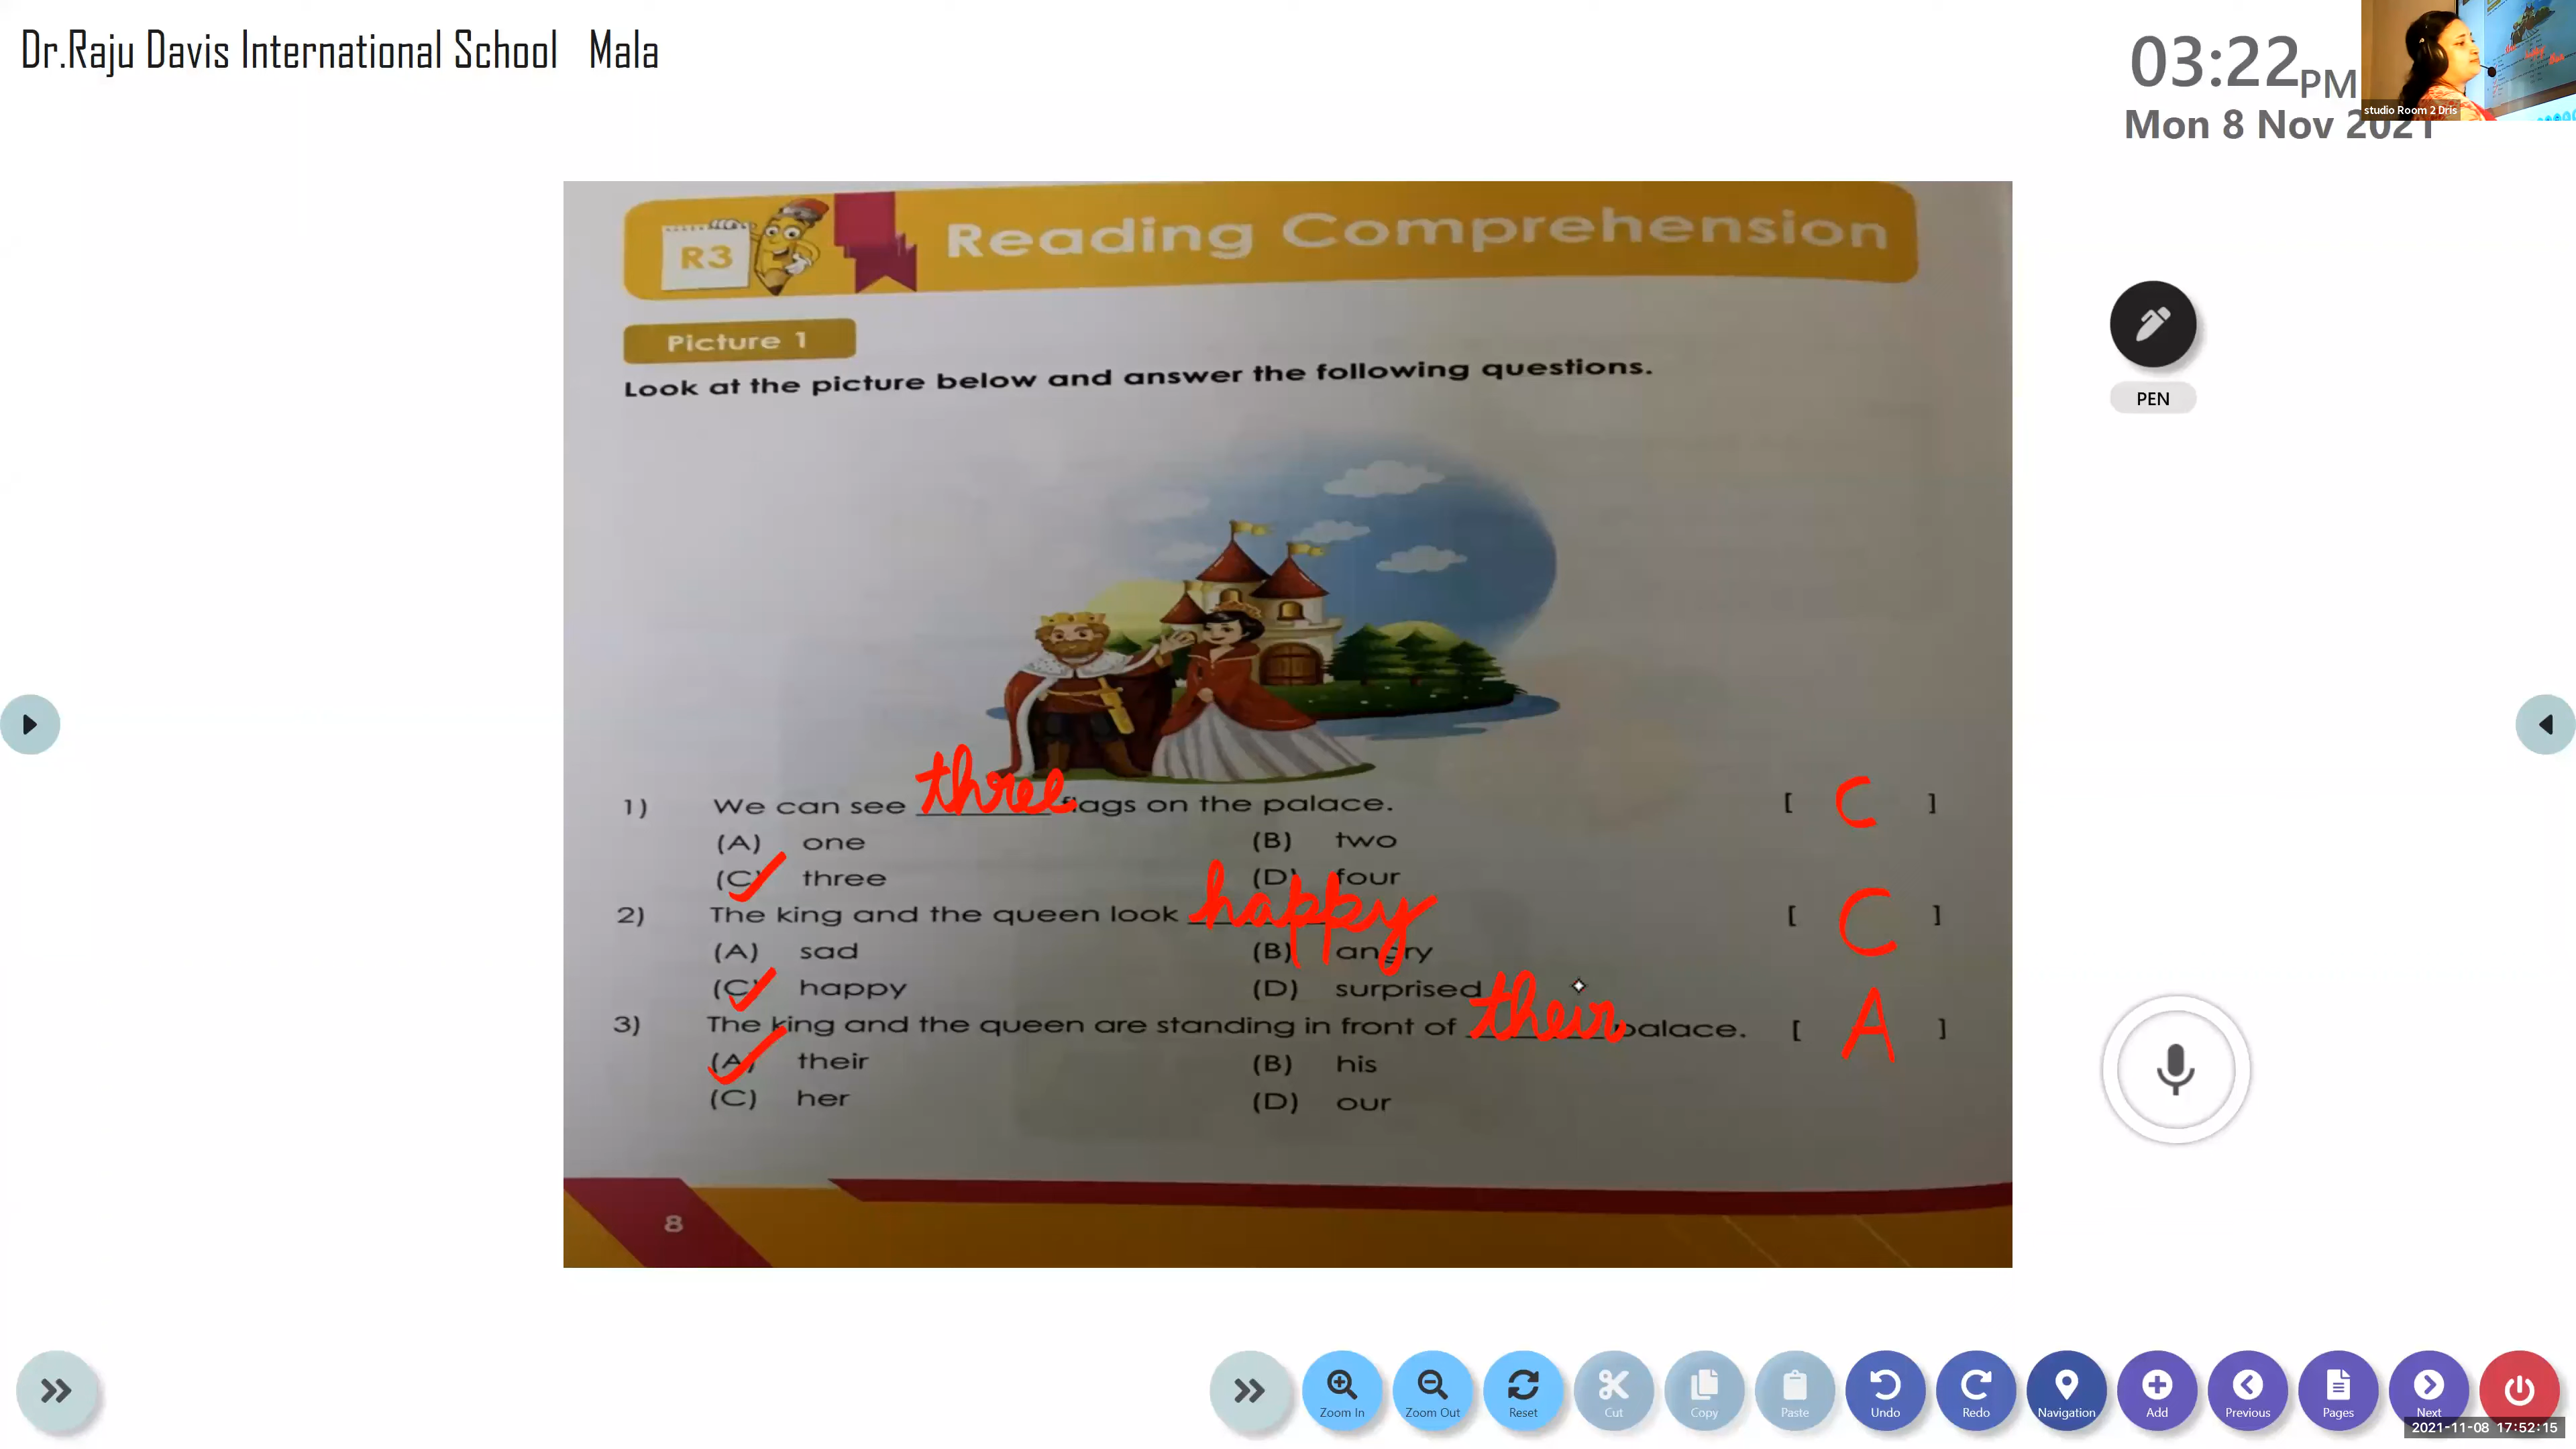 Dr.Raju Davis International School Mala
03:22 PM
Mon 8 Nov 2021
studio Room 2 Dris
R3
Reading Comprehension
Picture 1
Look at the picture below and answer the following questions.
PEN
1) We can see three flags on the palace. [ C ]
(A) one (B) two
(C) three (D) four
2) The king and the queen look happy [ C ]
(A) sad (B) angry
(C) happy (D) surprised
3) The king and the queen are standing in front of their palace. [ A ]
(A) their (B) his
(C) her (D) our
8
Zoom In Zoom Out Reset Cut Copy Paste Undo Redo Navigation Add Previous Pages Next
2021-11-08 17:52:15